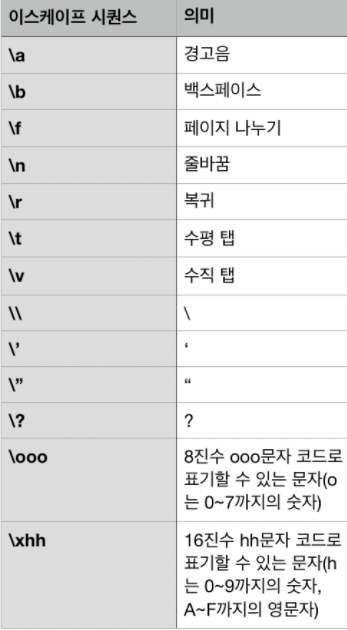 이스케이프 시퀀스 의미
\a 경고음
\b 백스페이스
\f 페이지 나누기
\n 줄바꿈
\r 복귀
\t 수평 탭
\v 수직 탭
\\ \
\’ ‘
\” “
\? ?
\ooo 8진수 ooo문자 코드로
표기할 수 있는 문자(o
는 0~7까지의 숫자)
\xhh 16진수 hh문자 코드로
표기할 수 있는 문자(h
는 0~9까지의 숫자,
A~F까지의 영문자)